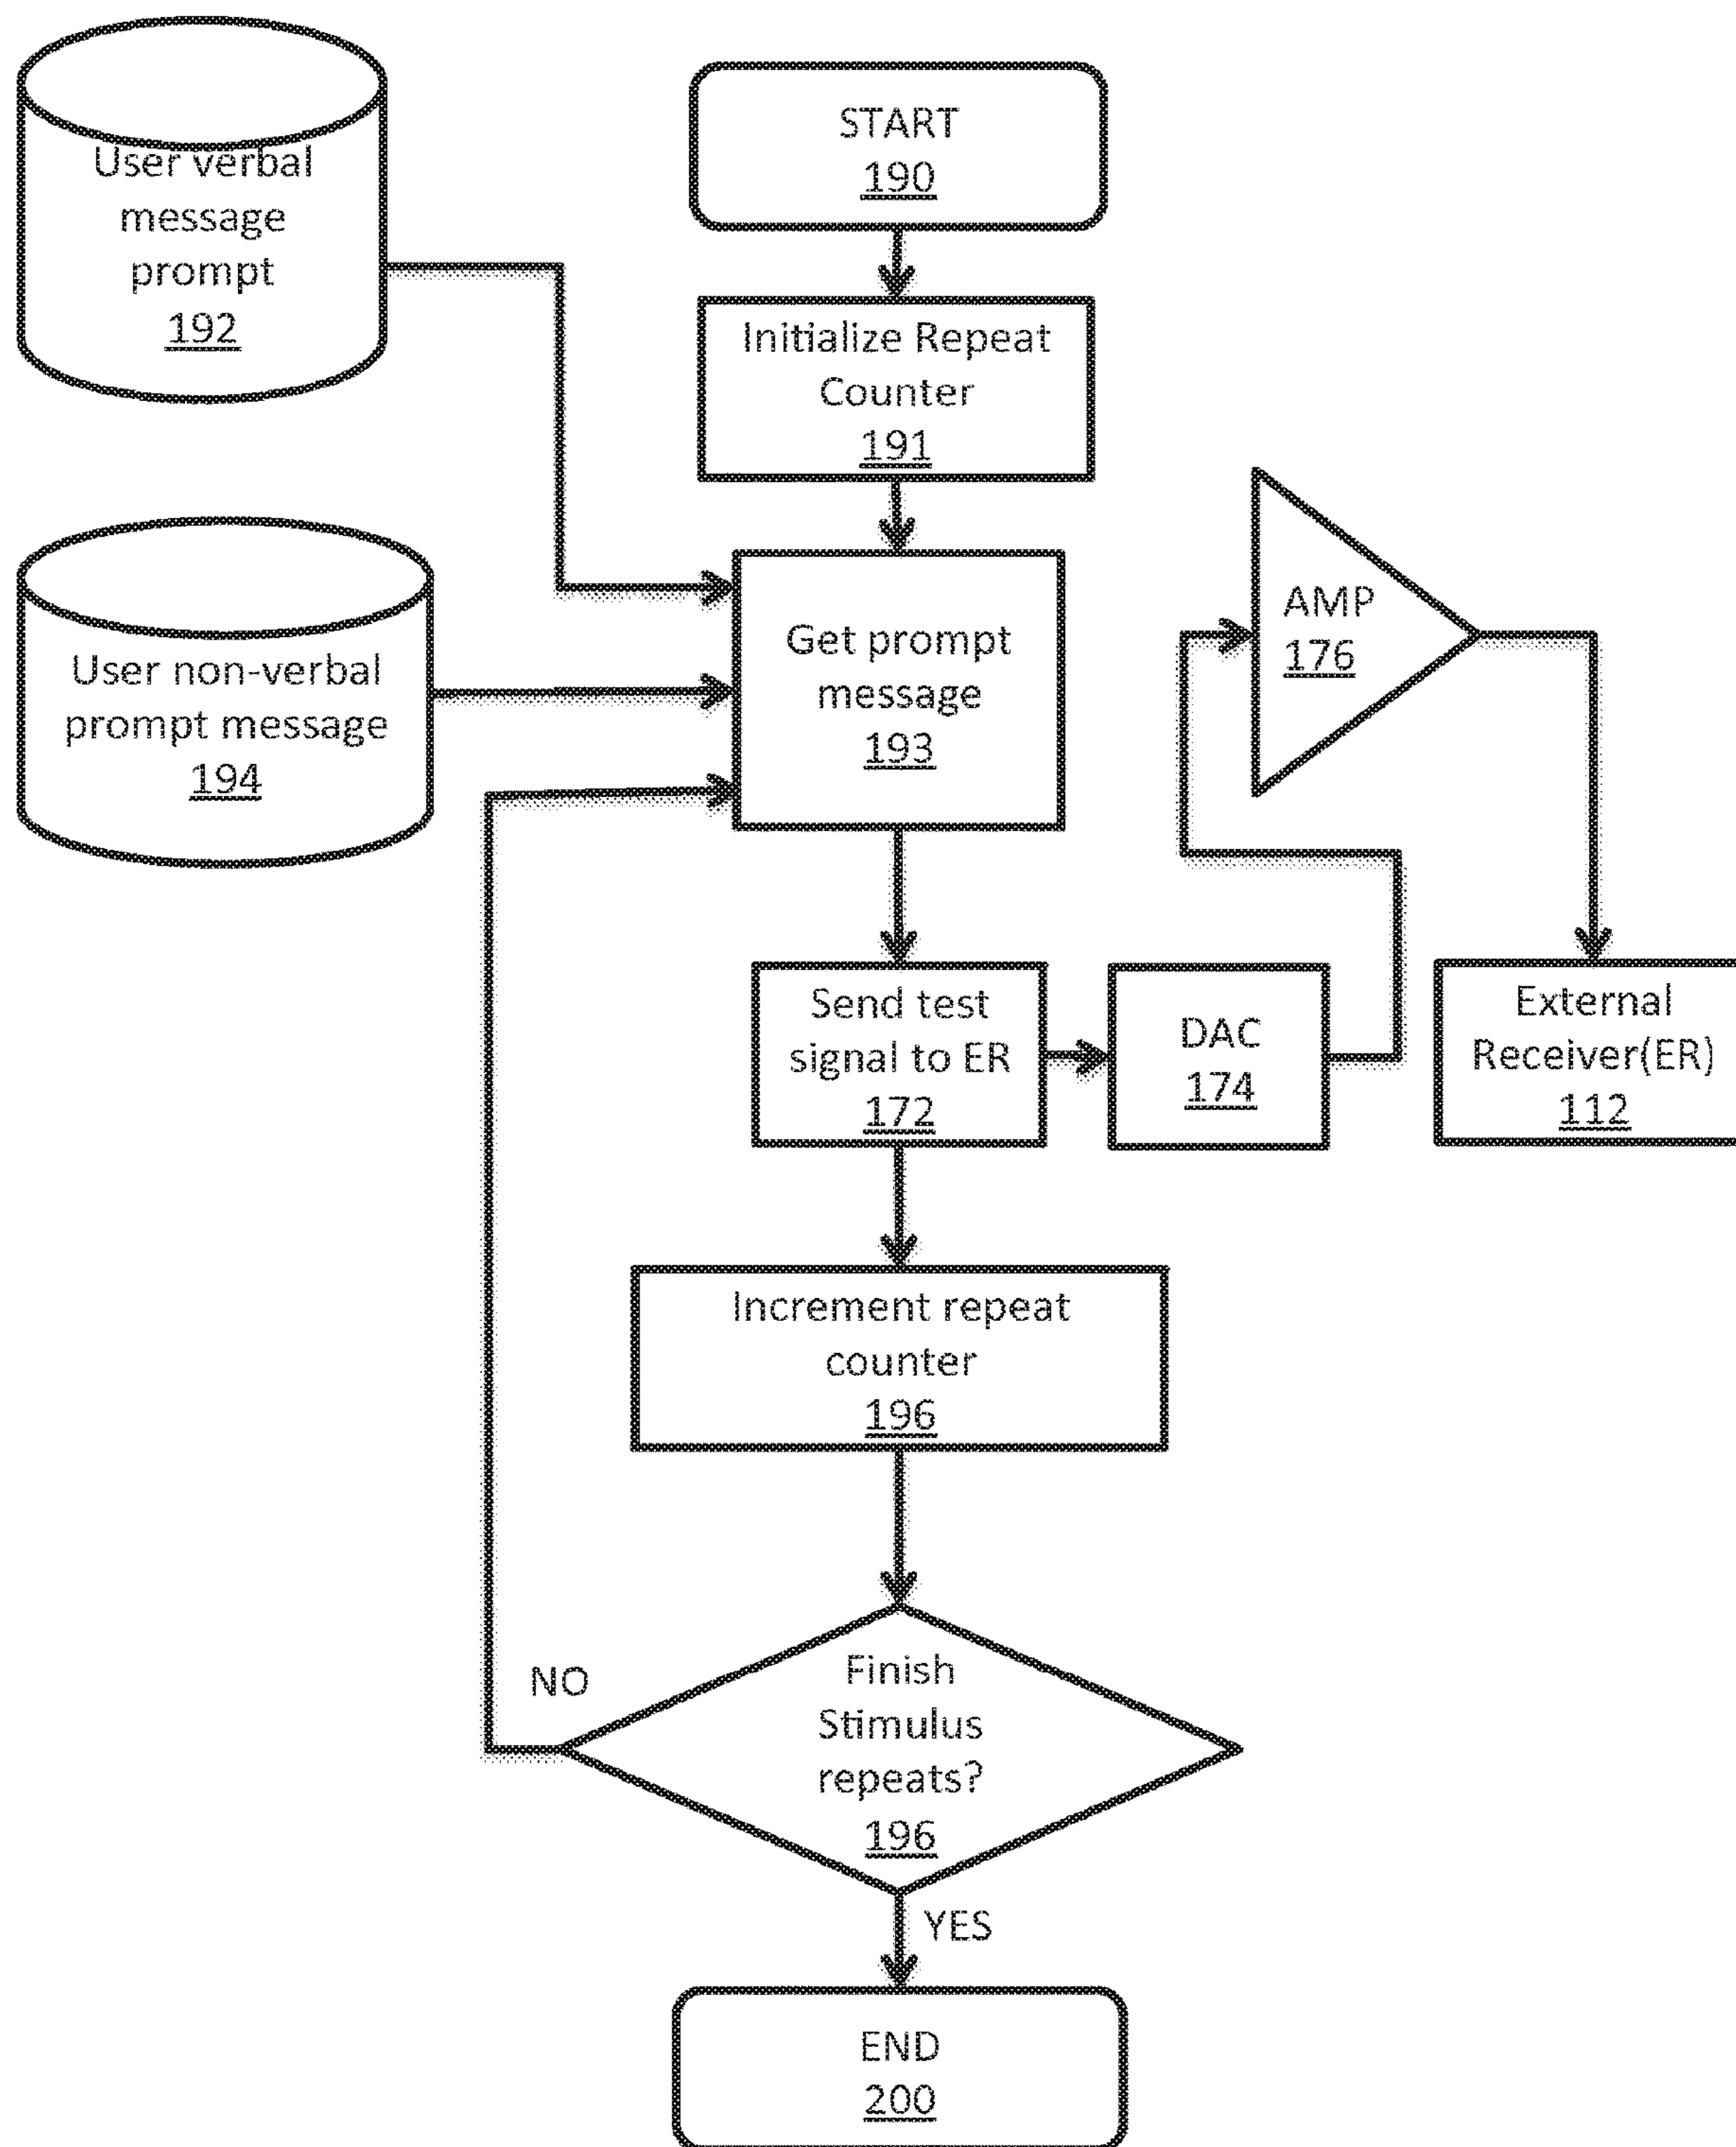 User verbal
message
prompt
192
START
190
Initialize Repeat
Counter
191
User non-verbal
prompt message
194
Get prompt
message
193
AMP
176
Send test
signal to ER
172
DAC
174
External
Receiver(ER)
112
Increment repeat
counter
196
NO
Finish
Stimulus
repeats?
196
YES
END
200